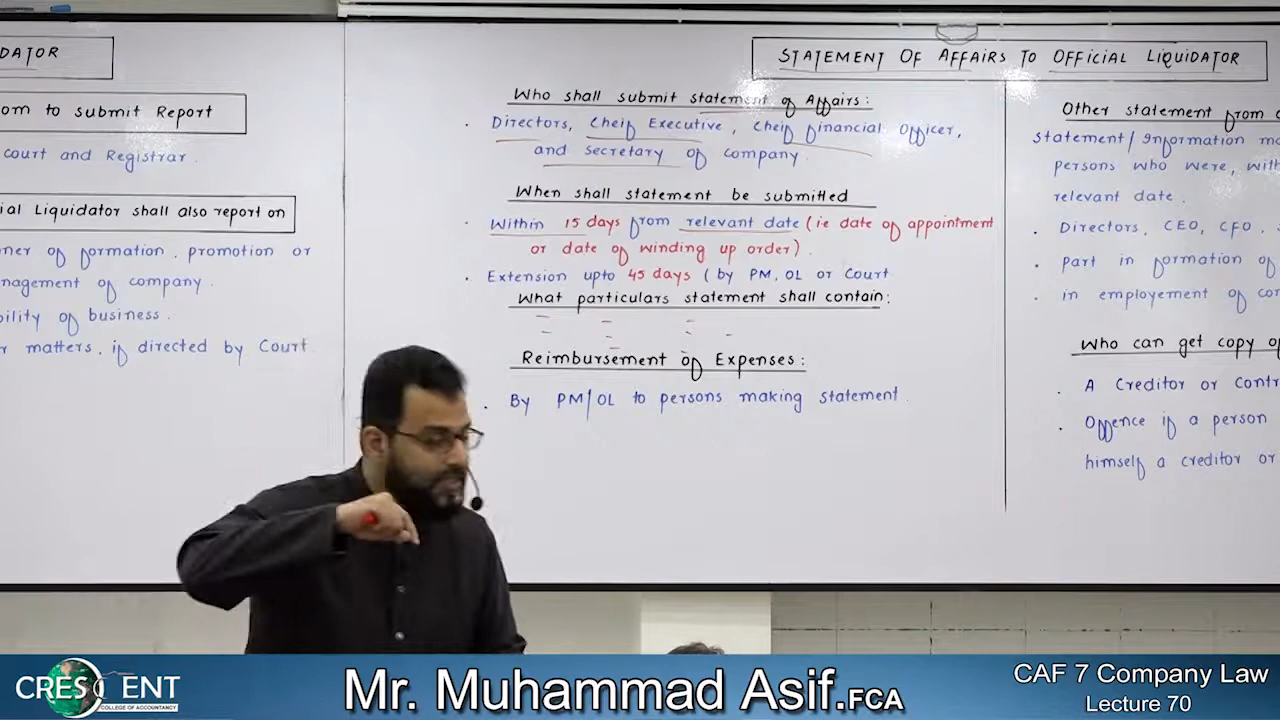 DATOR
om to submit Report
court and Registrar.
ial Liquidator shall also report on
ner of formation, promotion or
nagement of company.
bility of business.
r matters, if directed by Court.
STATEMENT OF AFFAIRS TO OFFICIAL LIQUIDATOR
Who shall submit statement of Affairs:
. Directors, Cheif Executive, Cheif financial Officer,
and secretary of company.
When shall statement be submitted
. Within 15 days from relevant date (ie date of appointment
or date of winding up order).
. Extension upto 45 days (by PM, OL or Court
What particulars statement shall contain:
Reimbursement of Expenses:
. By PM/OL to persons making statement.
Other statement from
statement/Information
persons who were, with
relevant date.
. Directors, CEO, CFO,
. part in formation of
. in employement of
Who can get copy
A Creditor or
. Offence if a person
himself a creditor or
CRESCENT
COLLEGE OF ACCOUNTANCY
Mr. Muhammad Asif.FCA
CAF 7 Company Law
Lecture 70